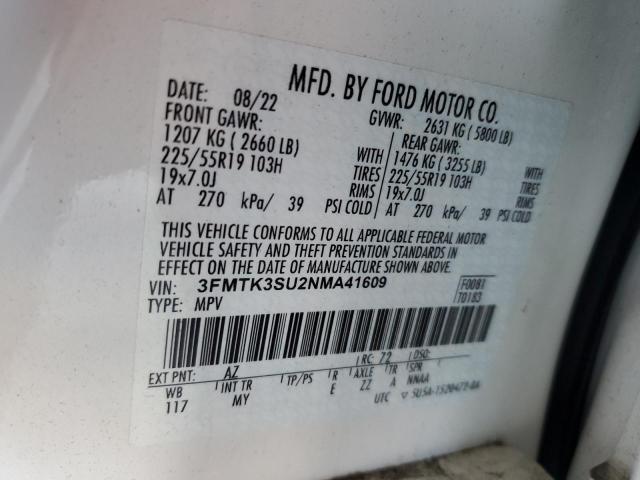 MFD. BY FORD MOTOR CO.
DATE: 08/22 GVWR: 2631 KG ( 5800 LB)
FRONT GAWR: REAR GAWR:
1207 KG ( 2660 LB) WITH 1476 KG ( 3255 LB) WITH
225/55R19 103H TIRES 225/55R19 103H TIRES
19x7.0J RIMS 19x7.0J RIMS
AT 270 kPa/ 39 PSI COLD AT 270 kPa/ 39 PSI COLD
THIS VEHICLE CONFORMS TO ALL APPLICABLE FEDERAL MOTOR
VEHICLE SAFETY AND THEFT PREVENTION STANDARDS IN
EFFECT ON THE DATE OF MANUFACTURE SHOWN ABOVE.
VIN: 3FMTK3SU2NMA41609 F0081
TYPE: MPV T0183
EXT PNT: AZ RC: 72 DSO:
WB INT TR TP/PS R AXLE TR SPR
117 MY E ZZ A NNAA
UTC